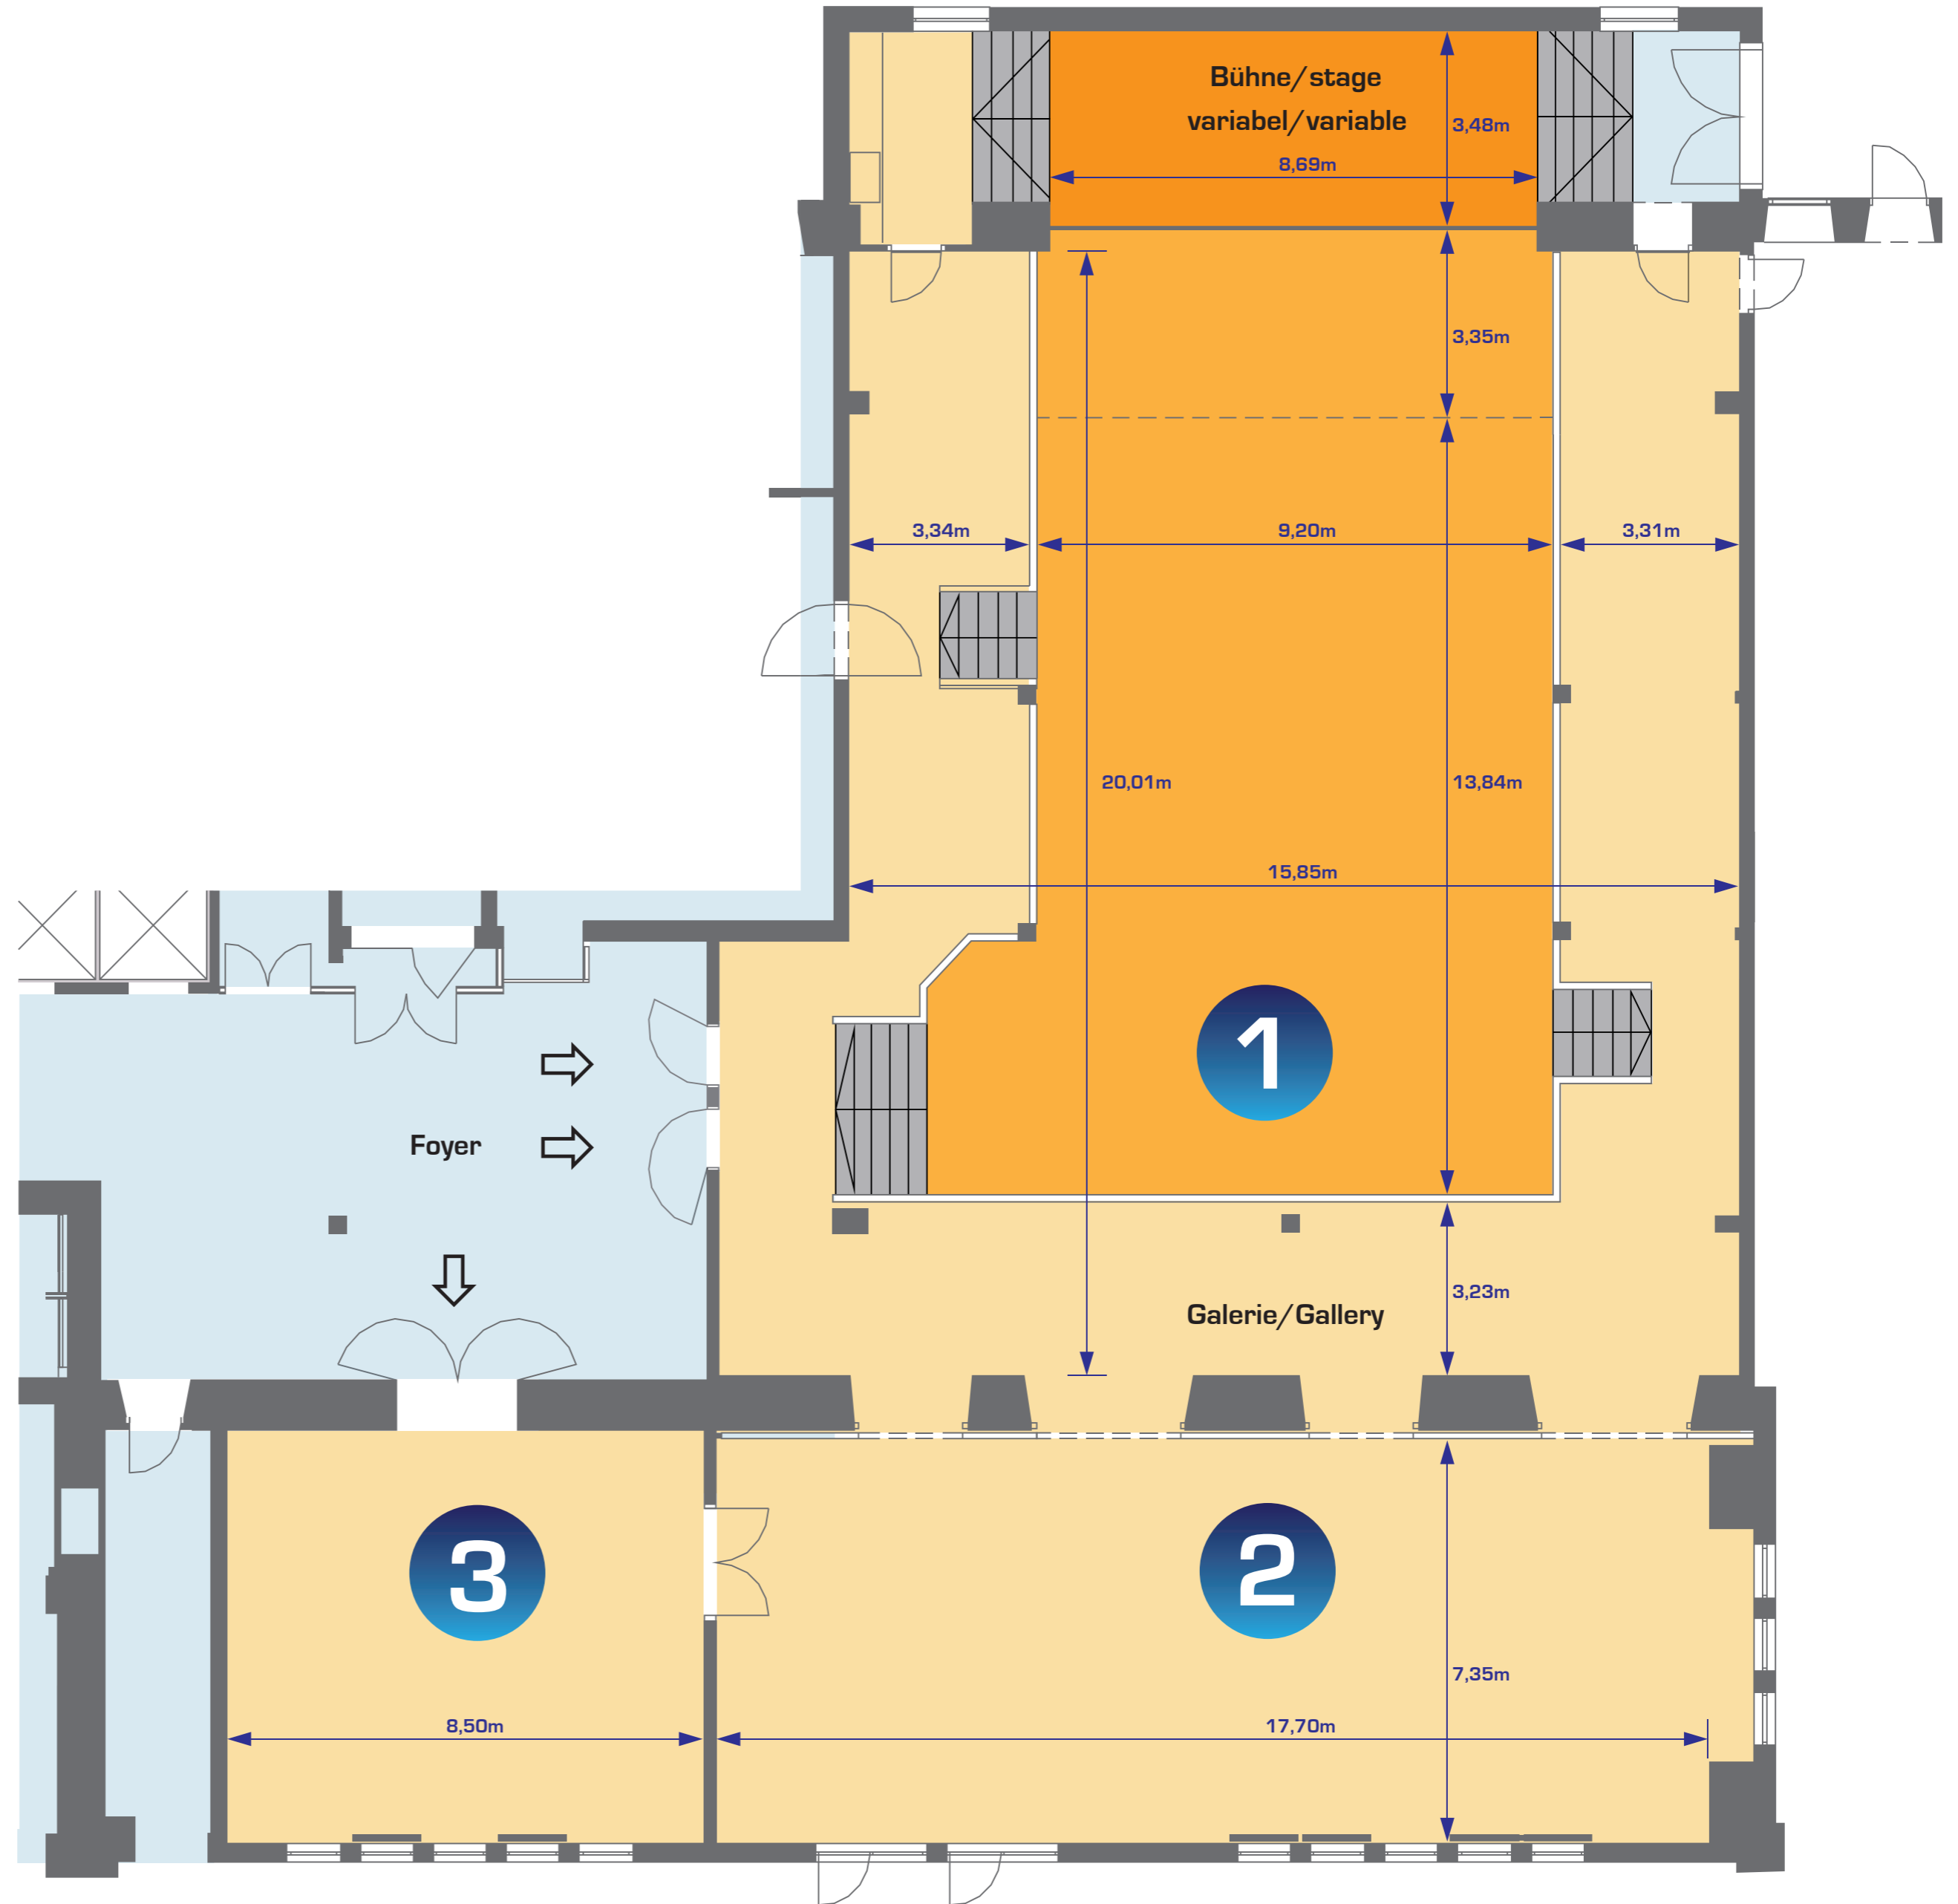 Bühne/stage
variabel/variable
3,48m
8,69m
3,35m
3,34m
9,20m
3,31m
20,01m
13,84m
15,85m
1
Foyer
3,23m
Galerie/Gallery
3
2
7,35m
8,50m
17,70m